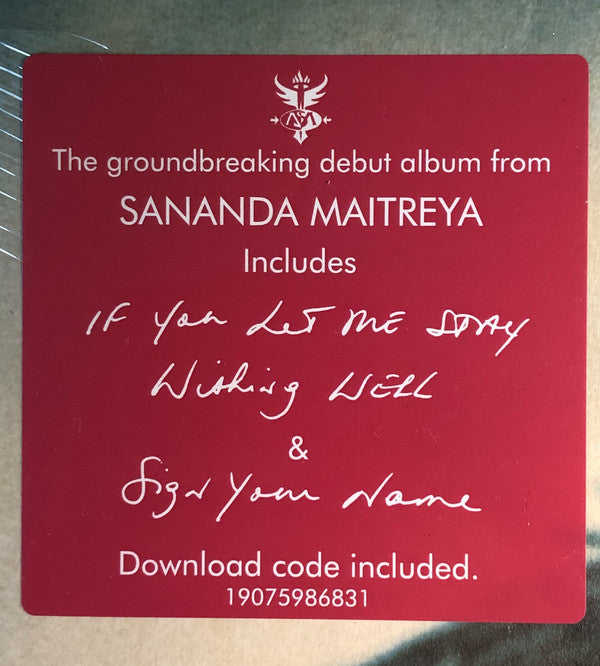 The groundbreaking debut album from
SANANDA MAITREYA
Includes
IF You LET ME STAY
Wishing WELL
&
Sign Your Name
Download code included.
19075986831